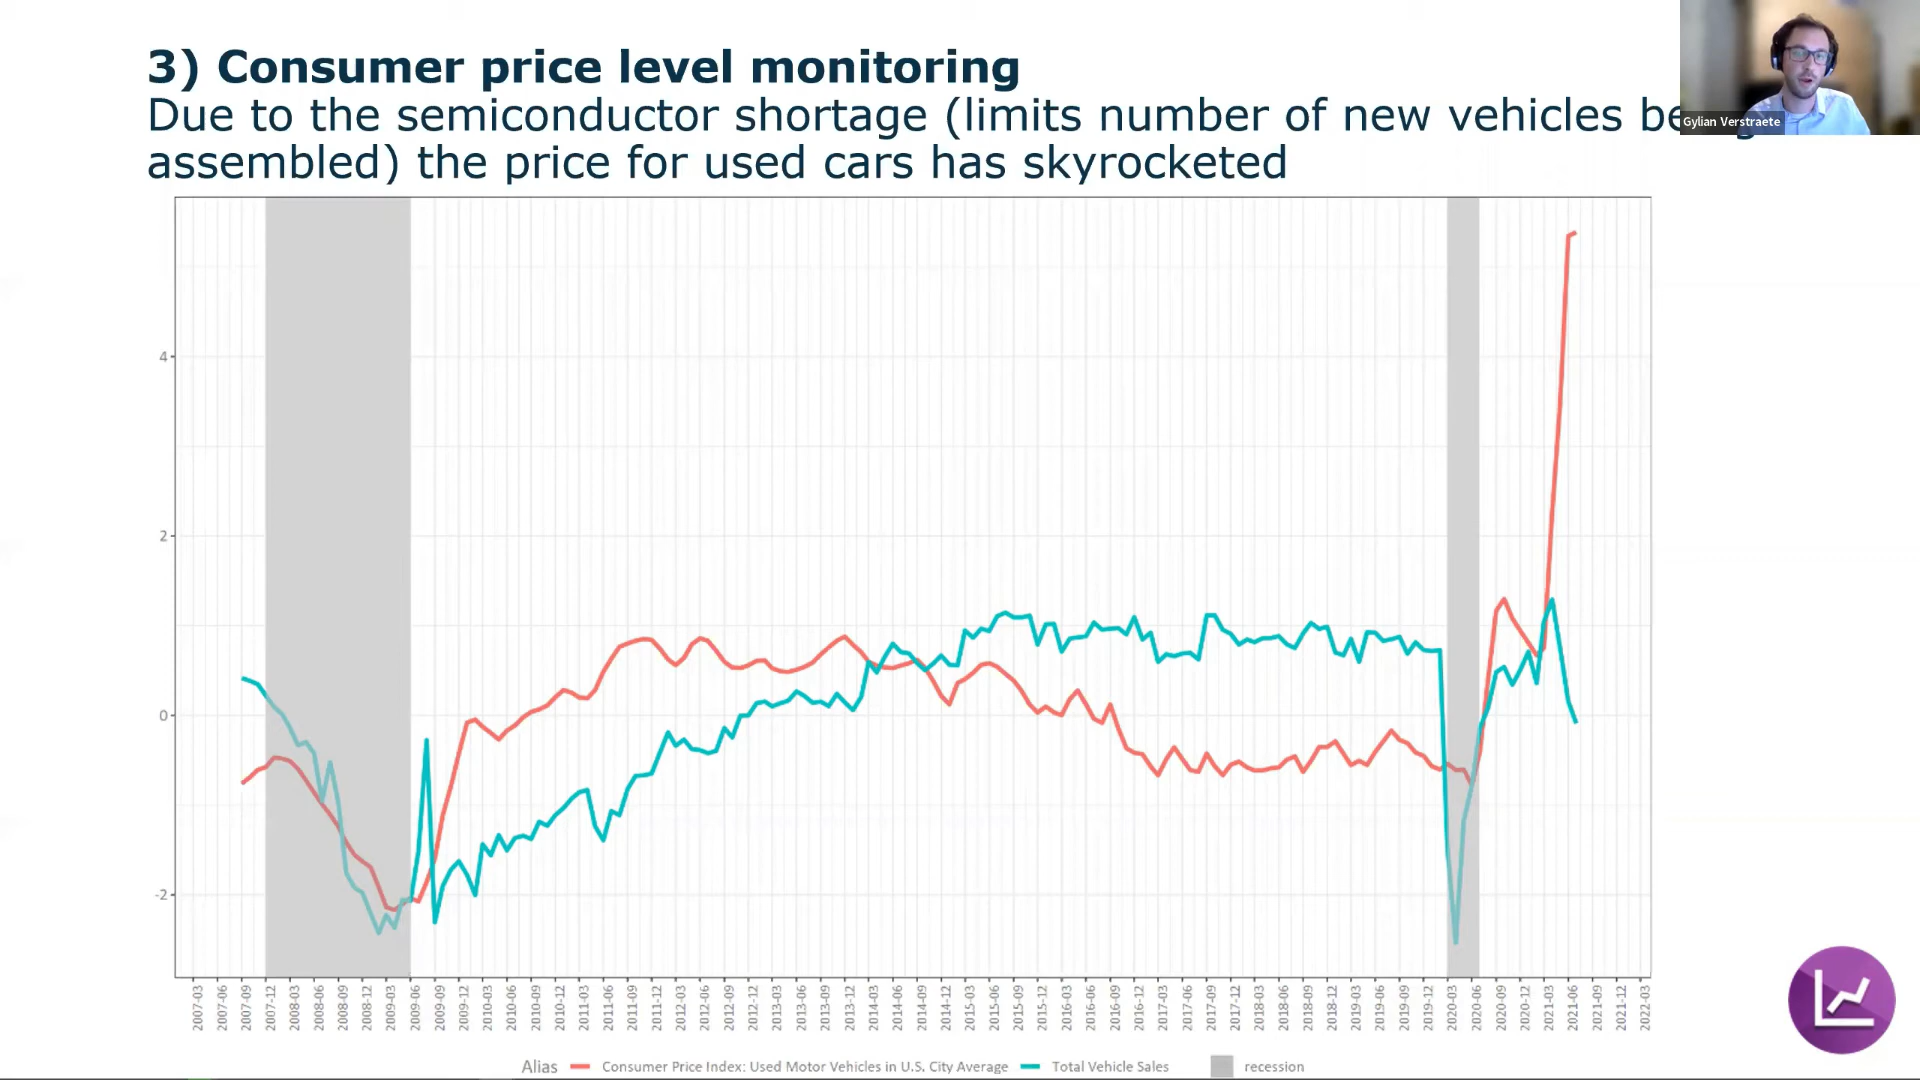 3) Consumer price level monitoring
Due to the semiconductor shortage (limits number of new vehicles
assembled) the price for used cars has skyrocketed
Gylian Verstraete
4
2
0
-2
2007-03 2007-06 2007-09 2007-12 2008-03 2008-06 2008-09 2008-12 2009-03 2009-06 2009-09 2009-12 2010-03 2010-06 2010-09 2010-12 2011-03 2011-06 2011-09 2011-12 2012-03 2012-06 2012-09 2012-12 2013-03 2013-06 2013-09 2013-12 2014-03 2014-06 2014-09 2014-12 2015-03 2015-06 2015-09 2015-12 2016-03 2016-06 2016-09 2016-12 2017-03 2017-06 2017-09 2017-12 2018-03 2018-06 2018-09 2018-12 2019-03 2019-06 2019-09 2019-12 2020-03 2020-06 2020-09 2020-12 2021-03 2021-06 2021-09 2021-12 2022-03
Alias Consumer Price Index: Used Motor Vehicles in U.S. City Average Total Vehicle Sales recession